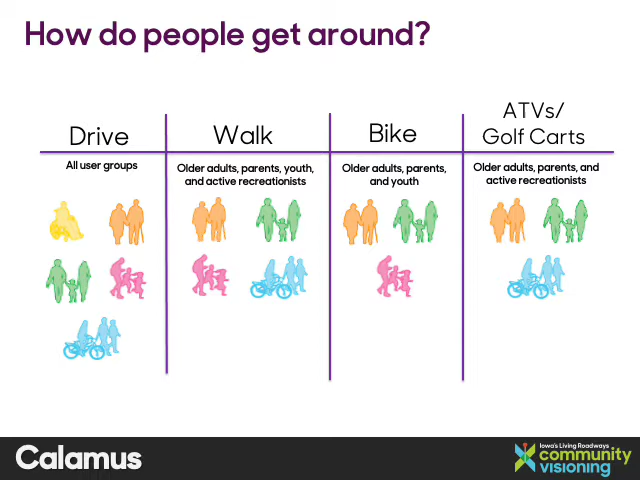 How do people get around?
Drive
All user groups
Walk
Older adults, parents, youth,
and active recreationists
Bike
Older adults, parents,
and youth
ATVs/
Golf Carts
Older adults, parents, and
active recreationists
Calamus
Iowa's Living Roadways
community
visioning